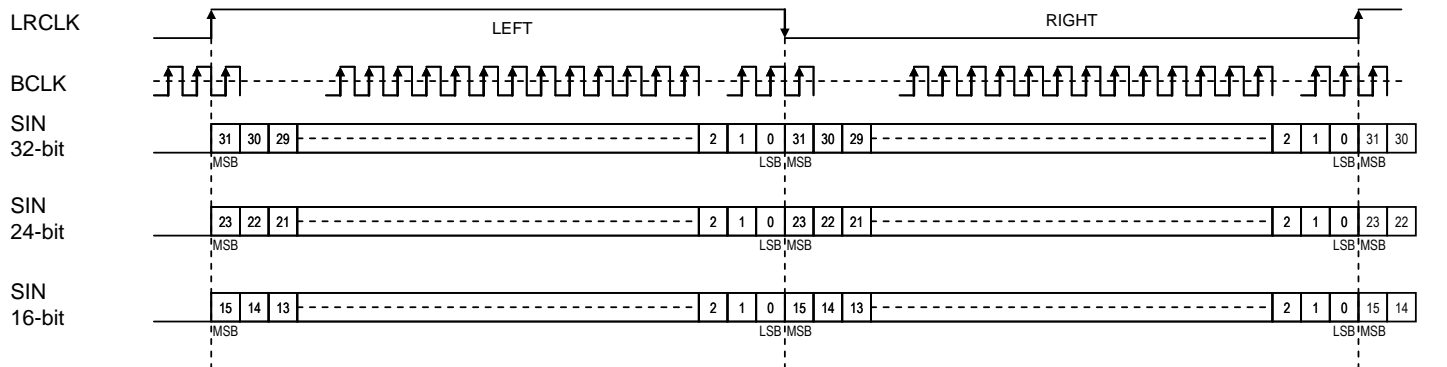 LRCLK
LEFT
RIGHT
BCLK
SIN
32-bit
31 30 29 2 1 0 31 30 29 2 1 0 31 30
MSB LSB MSB LSB MSB
SIN
24-bit
23 22 21 2 1 0 23 22 21 2 1 0 23 22
MSB LSB MSB LSB MSB
SIN
16-bit
15 14 13 2 1 0 15 14 13 2 1 0 15 14
MSB LSB MSB LSB MSB